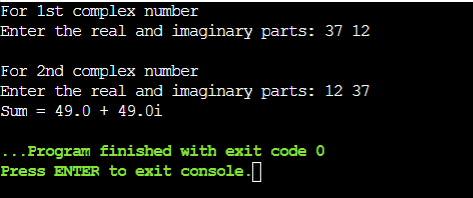 For 1st complex number
Enter the real and imaginary parts: 37 12
For 2nd complex number
Enter the real and imaginary parts: 12 37
Sum = 49.0 + 49.0i
...Program finished with exit code 0
Press ENTER to exit console.